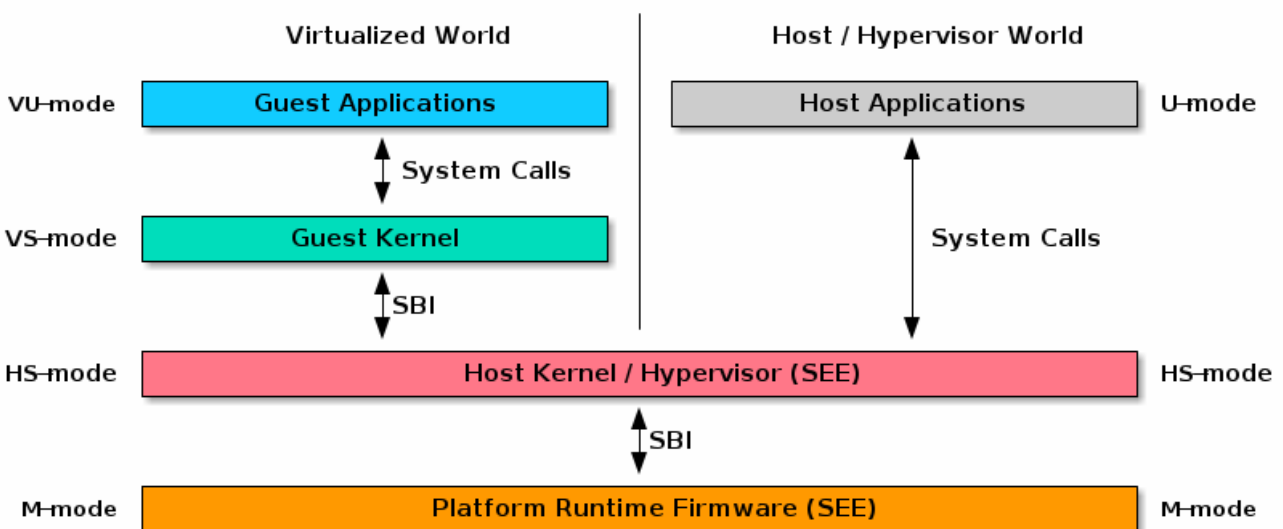 Virtualized World
Host / Hypervisor World
VU-mode
Guest Applications
Host Applications
U-mode
System Calls
VS-mode
Guest Kernel
System Calls
SBI
HS-mode
Host Kernel / Hypervisor (SEE)
HS-mode
SBI
M-mode
Platform Runtime Firmware (SEE)
M-mode